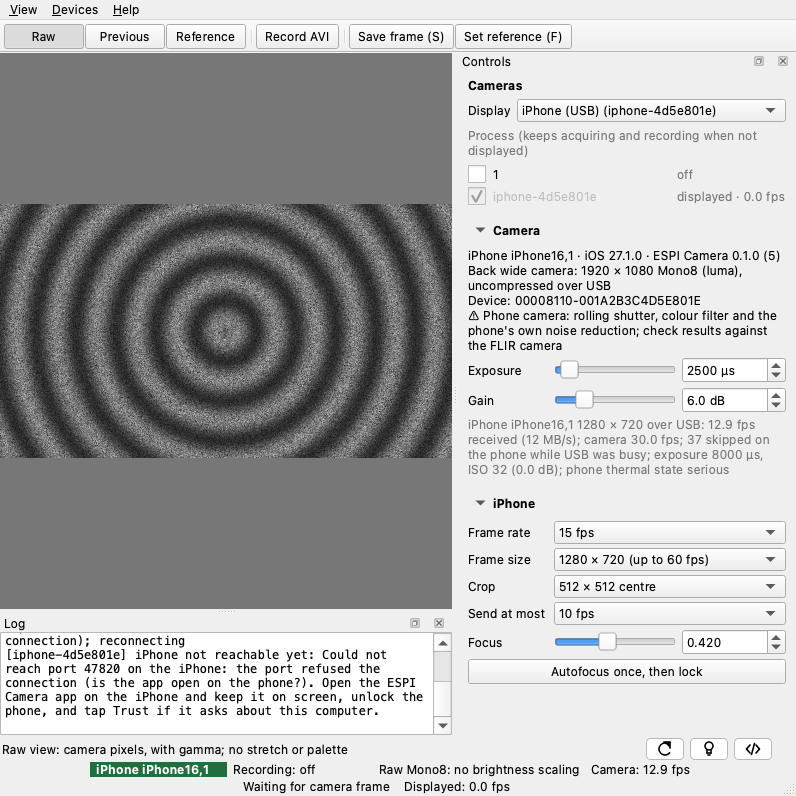 View Devices Help
Raw Previous Reference Record AVI Save frame (S) Set reference (F)
Controls
Cameras
Display iPhone (USB) (iphone-4d5e801e)
Process (keeps acquiring and recording when not
displayed)
1 off
iphone-4d5e801e displayed · 0.0 fps
Camera
iPhone iPhone16,1 · iOS 27.1.0 · ESPI Camera 0.1.0 (5)
Back wide camera: 1920 × 1080 Mono8 (luma),
uncompressed over USB
Device: 00008110-001A2B3C4D5E801E
⚠ Phone camera: rolling shutter, colour filter and the
phone's own noise reduction; check results against
the FLIR camera
Exposure 2500 µs
Gain 6.0 dB
iPhone iPhone16,1 1280 × 720 over USB: 12.9 fps
received (12 MB/s); camera 30.0 fps; 37 skipped on
the phone while USB was busy; exposure 8000 µs,
ISO 32 (0.0 dB); phone thermal state serious
iPhone
Frame rate 15 fps
Frame size 1280 × 720 (up to 60 fps)
Crop 512 × 512 centre
Send at most 10 fps
Focus 0.420
Autofocus once, then lock
Log
connection); reconnecting
[iphone-4d5e801e] iPhone not reachable yet: Could not
reach port 47820 on the iPhone: the port refused the
connection (is the app open on the phone?). Open the ESPI
Camera app on the iPhone and keep it on screen, unlock the
phone, and tap Trust if it asks about this computer.
Raw view: camera pixels, with gamma; no stretch or palette
iPhone iPhone16,1 Recording: off Raw Mono8: no brightness scaling Camera: 12.9 fps
Waiting for camera frame Displayed: 0.0 fps